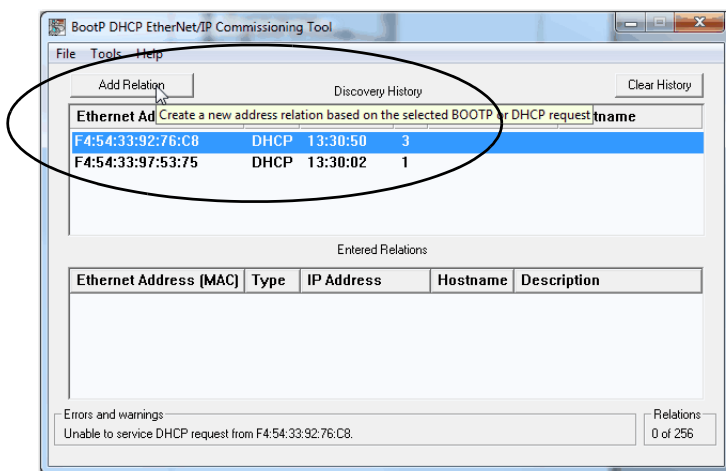 BootP DHCP EtherNet/IP Commissioning Tool
File Tools Help
Add Relation Discovery History Clear History
Ethernet Ad tname
Create a new address relation based on the selected BOOTP or DHCP request
F4:54:33:92:76:C8 DHCP 13:30:50 3
F4:54:33:97:53:75 DHCP 13:30:02 1
Entered Relations
Ethernet Address (MAC) Type IP Address Hostname Description
Errors and warnings Relations
Unable to service DHCP request from F4:54:33:92:76:C8. 0 of 256